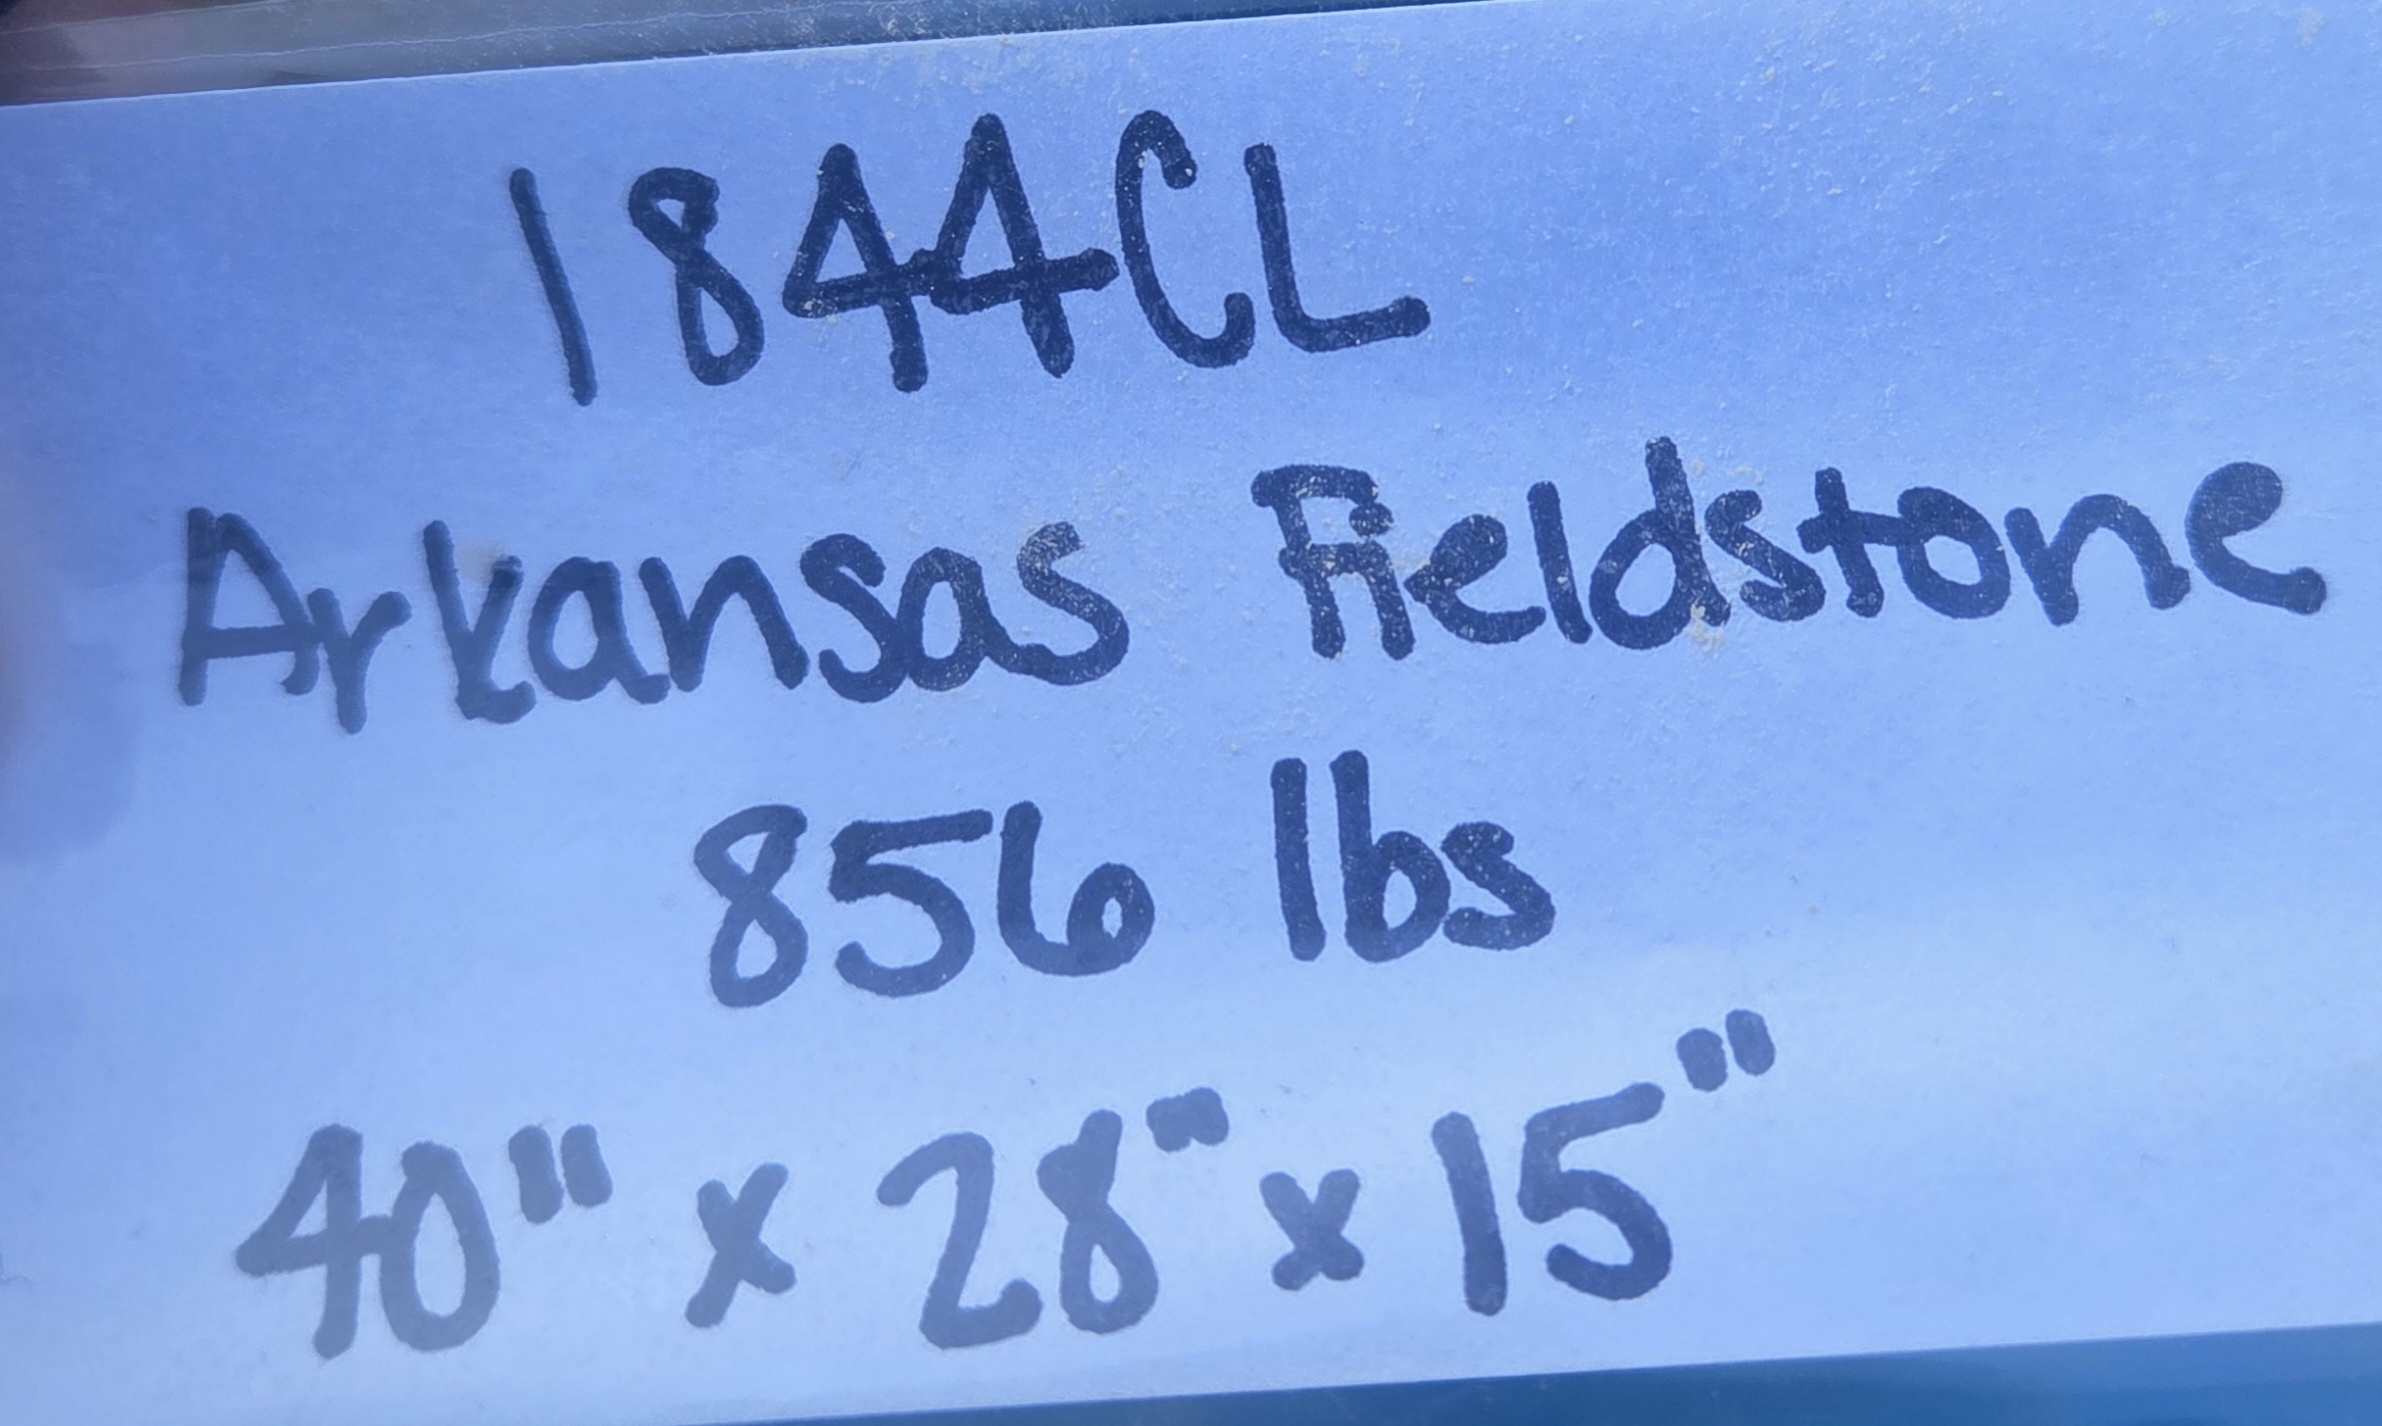 1844CL
Arkansas Fieldstone
856 lbs
40" x 28" x 15"